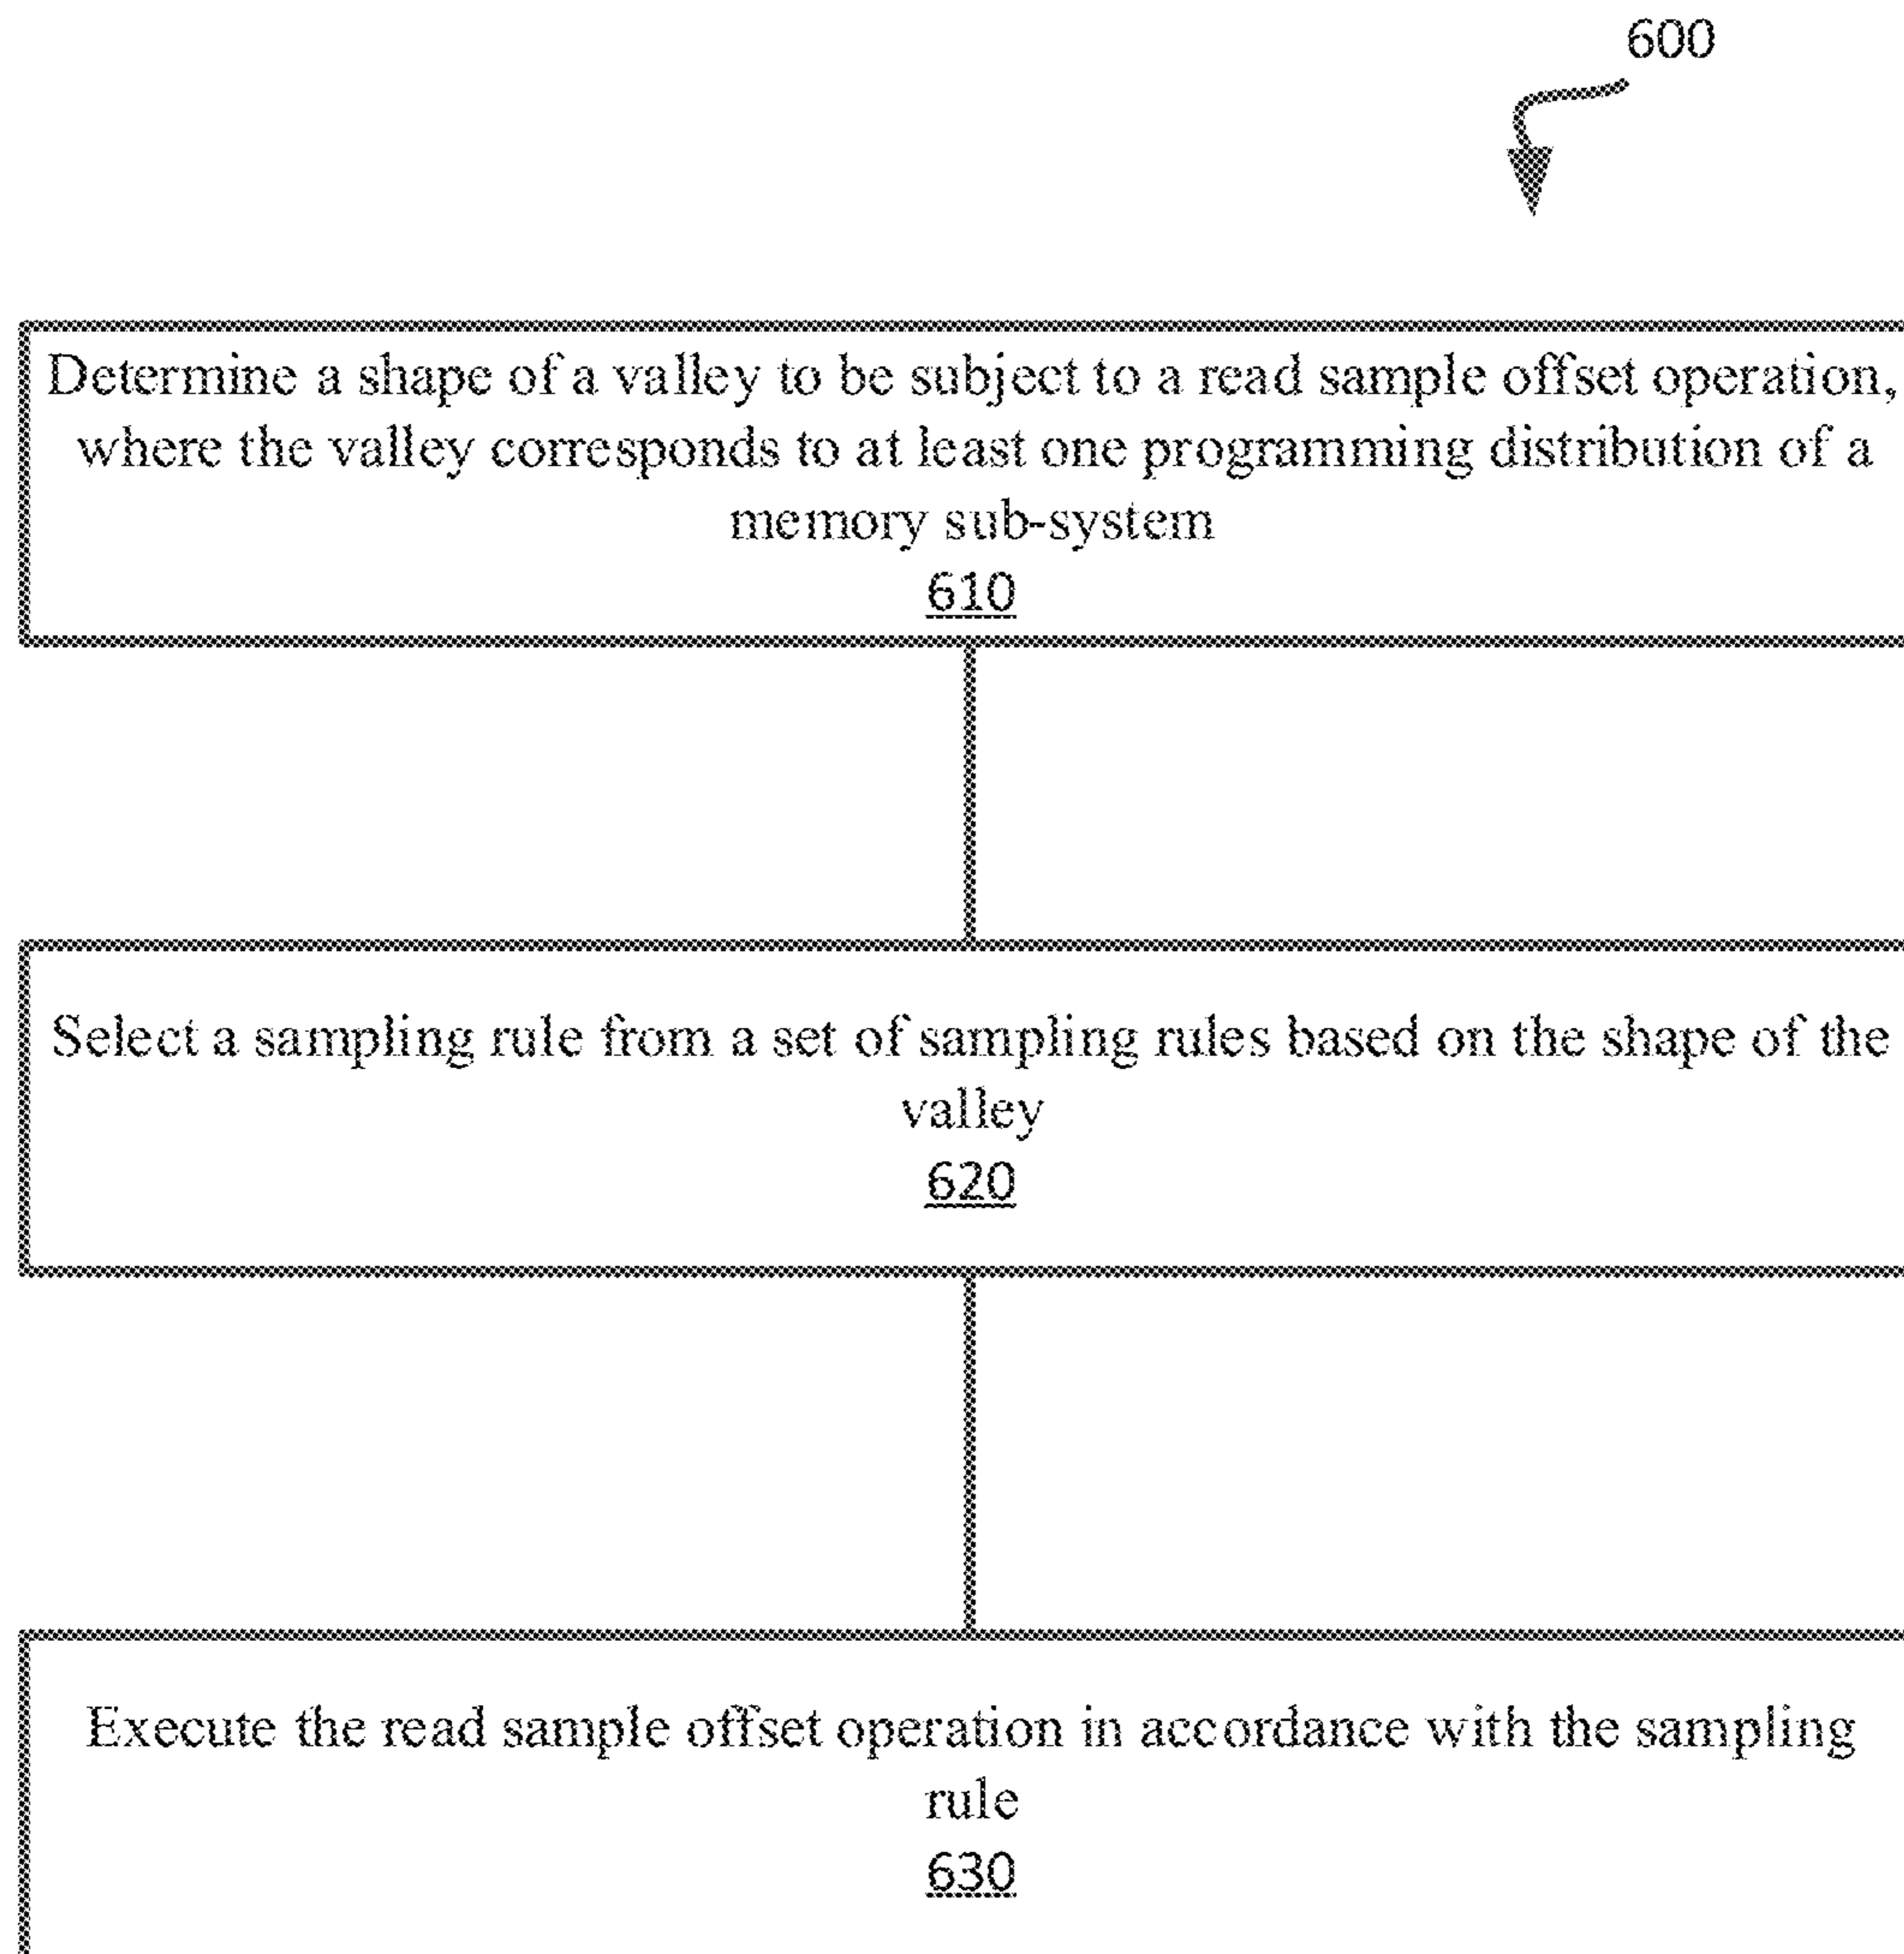 600
Determine a shape of a valley to be subject to a read sample offset operation,
where the valley corresponds to at least one programming distribution of a
memory sub-system
610
Select a sampling rule from a set of sampling rules based on the shape of the
valley
620
Execute the read sample offset operation in accordance with the sampling
rule
630